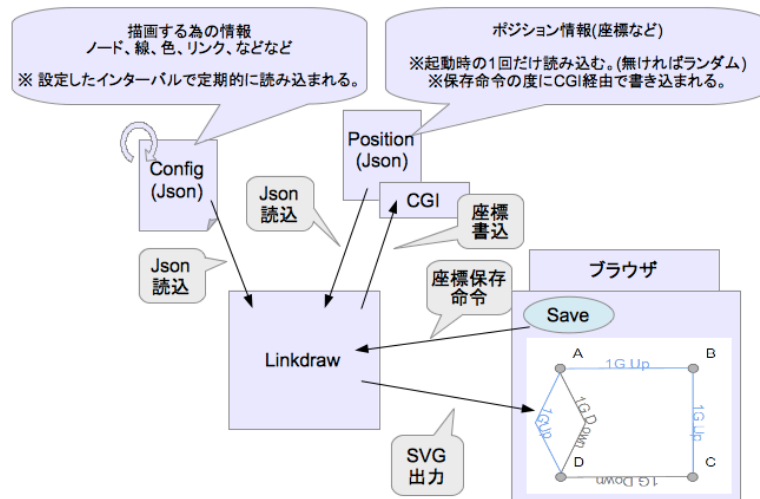 描画する為の情報
ノード、線、色、リンク、などなど
※ 設定したインターバルで定期的に読み込まれる。
ポジション情報(座標など)
※起動時の1回だけ読み込む。(無ければランダム)
※保存命令の度にCGI経由で書き込まれる。
Config
(Json)
Position
(Json)
CGI
Json
読込
座標
書込
Json
読込
座標保存
命令
ブラウザ
Save
Linkdraw
A
B
1G Up
1G Up
1G Down
1G Up
D
C
1G Down
SVG
出力